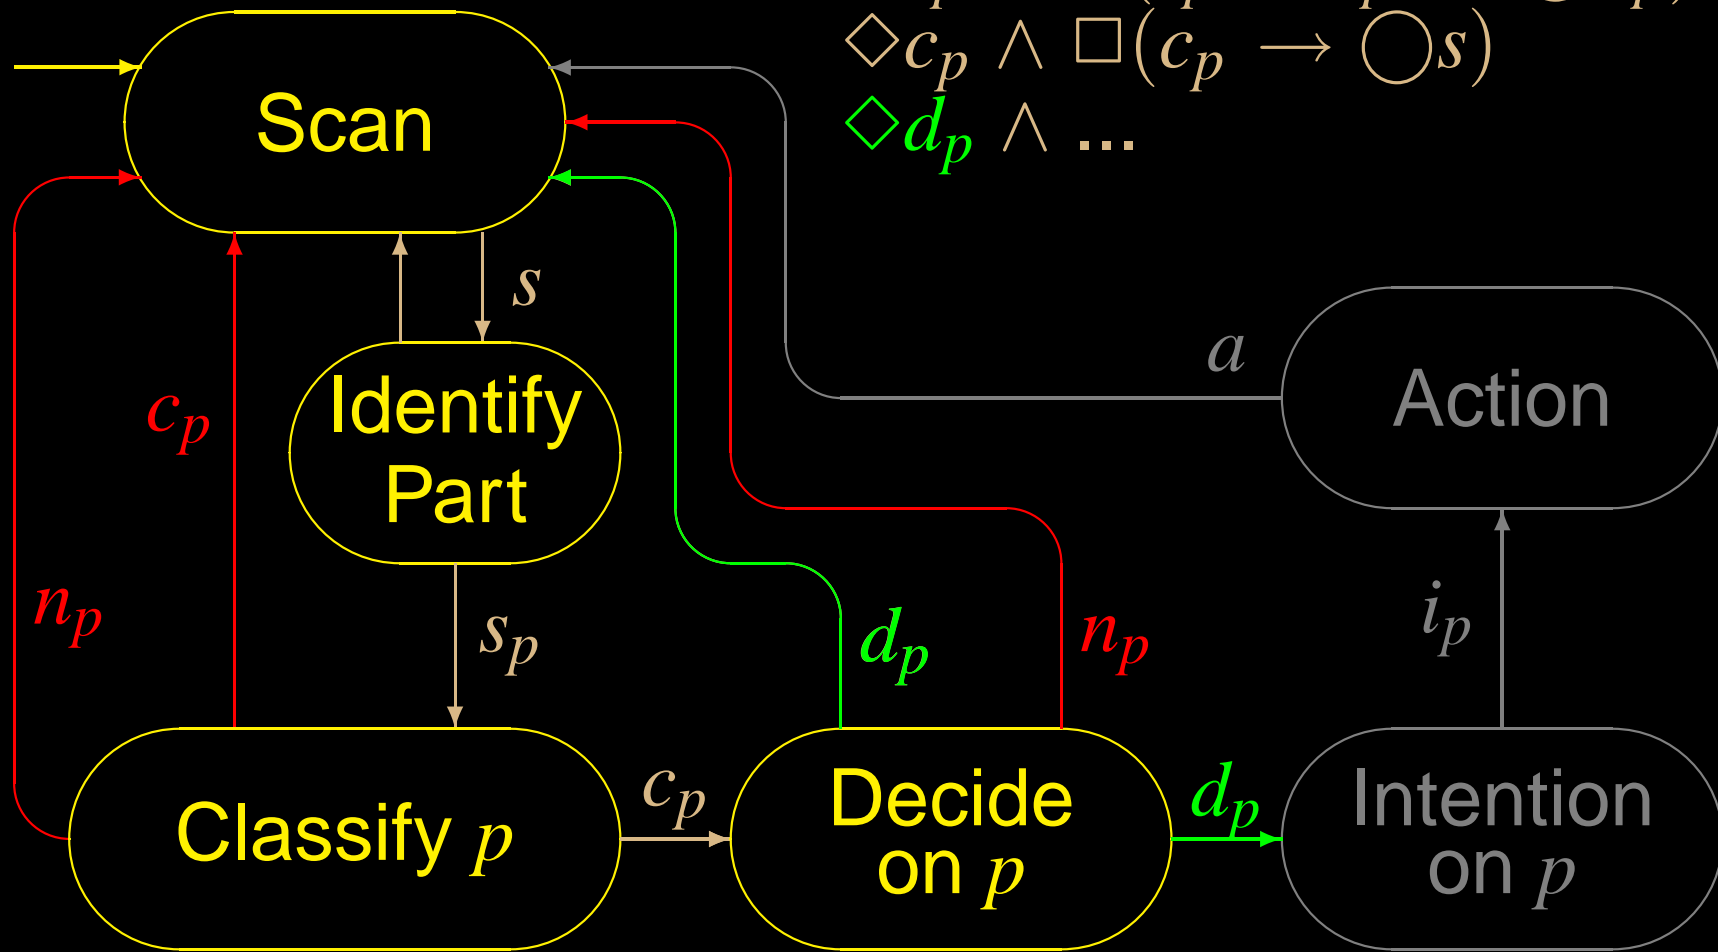 ◇c_p ∧ □(c_p → ◯s)
◇d_p ∧ ...
Scan
s
Identify
Part
a
Action
c_p
n_p
s_p
d_p
n_p
i_p
Classify p
c_p
Decide
on p
d_p
Intention
on p